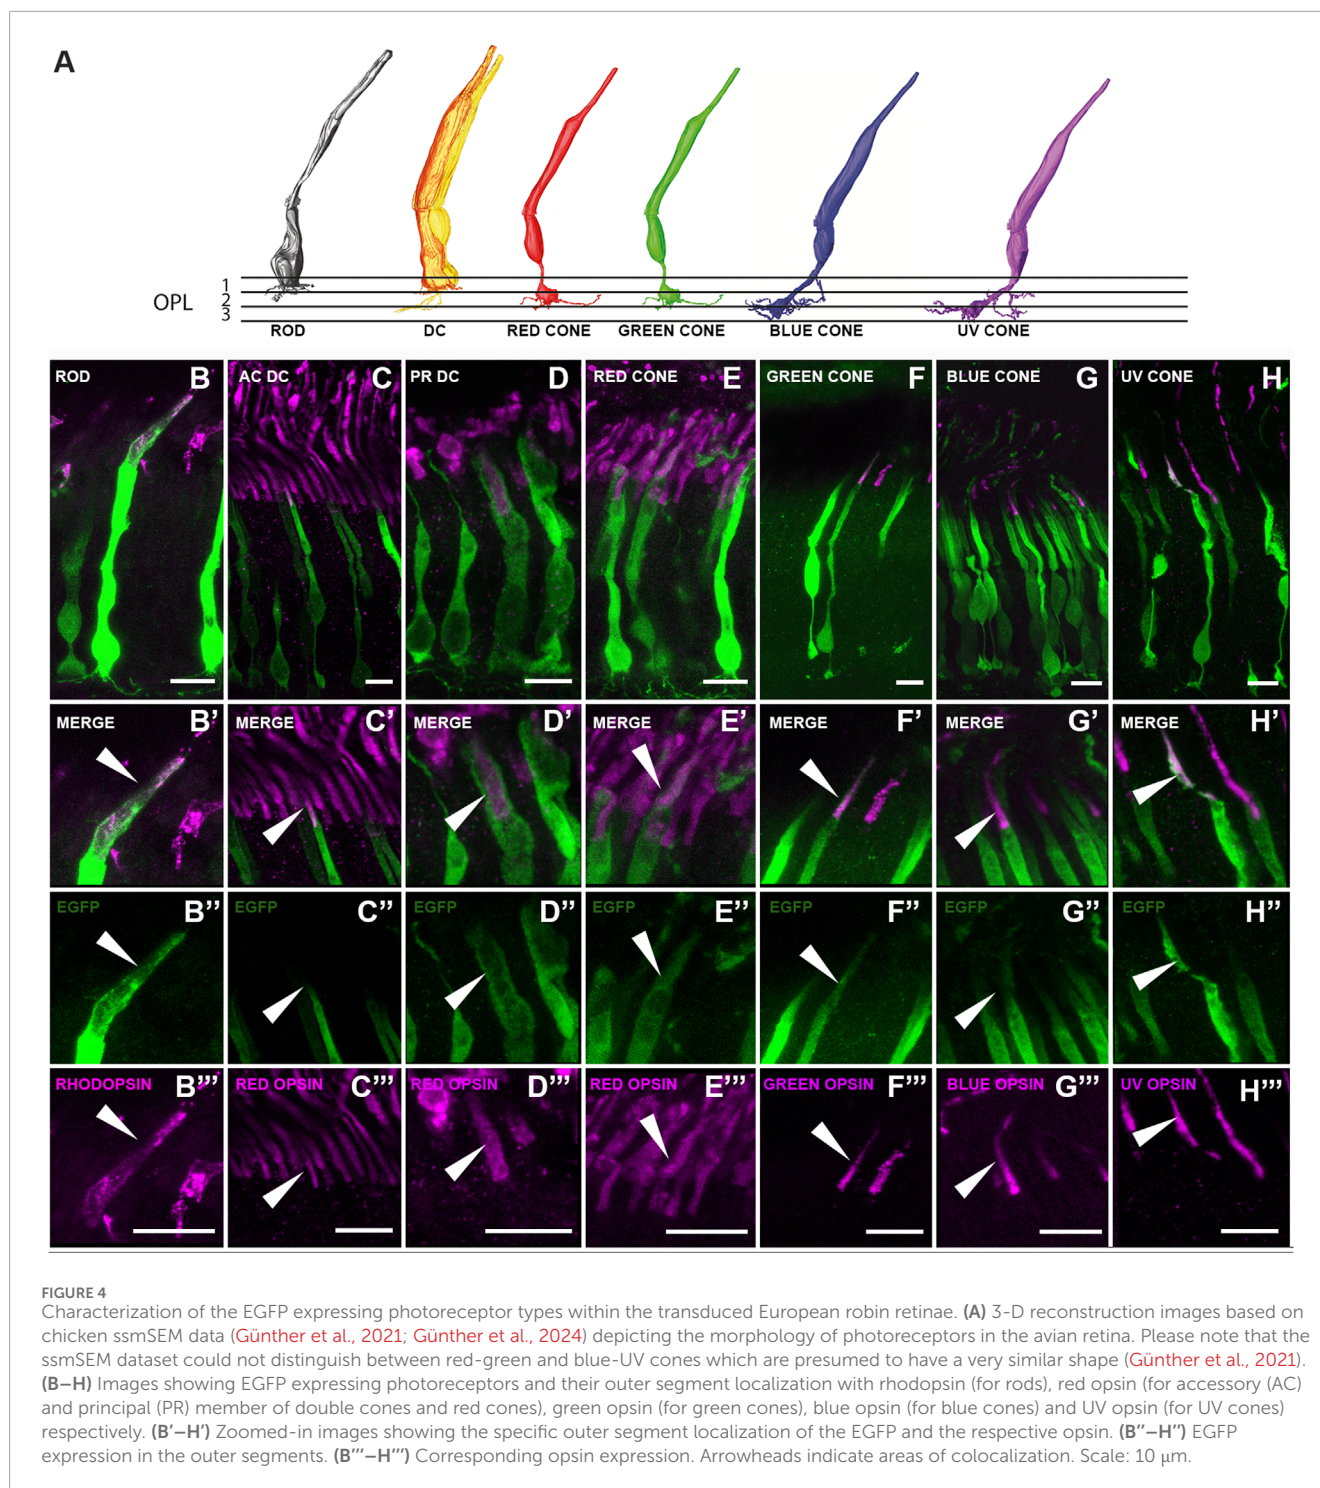 A
OPL
1
2
3
ROD DC RED CONE GREEN CONE BLUE CONE UV CONE
ROD B AC DC C PR DC D RED CONE E GREEN CONE F BLUE CONE G UV CONE H
MERGE B’ MERGE C’ MERGE D’ MERGE E’ MERGE F’ MERGE G’ MERGE H’
EGFP B’’ EGFP C’’ EGFP D’’ EGFP E’’ EGFP F’’ EGFP G’’ EGFP H’’
RHODOPSIN B’’’ RED OPSIN C’’’ RED OPSIN D’’’ RED OPSIN E’’’ GREEN OPSIN F’’’ BLUE OPSIN G’’’ UV OPSIN H’’’
FIGURE 4
Characterization of the EGFP expressing photoreceptor types within the transduced European robin retinae. (A) 3-D reconstruction images based on
chicken ssmSEM data (Günther et al., 2021; Günther et al., 2024) depicting the morphology of photoreceptors in the avian retina. Please note that the
ssmSEM dataset could not distinguish between red-green and blue-UV cones which are presumed to have a very similar shape (Günther et al., 2021).
(B–H) Images showing EGFP expressing photoreceptors and their outer segment localization with rhodopsin (for rods), red opsin (for accessory (AC)
and principal (PR) member of double cones and red cones), green opsin (for green cones), blue opsin (for blue cones) and UV opsin (for UV cones)
respectively. (B’–H’) Zoomed-in images showing the specific outer segment localization of the EGFP and the respective opsin. (B’’–H’’) EGFP
expression in the outer segments. (B’’’–H’’’) Corresponding opsin expression. Arrowheads indicate areas of colocalization. Scale: 10 μm.